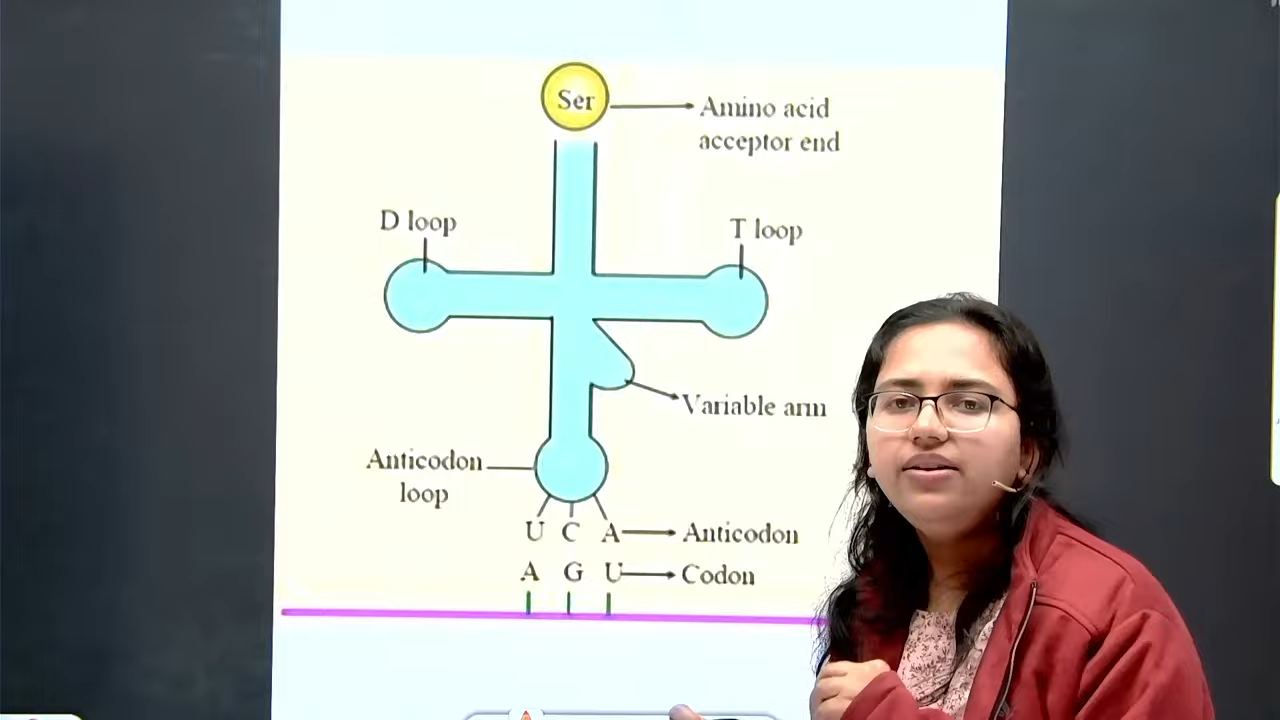 Ser
Amino acid
acceptor end
D loop
T loop
Variable arm
Anticodon
loop
U C A
Anticodon
A G U
Codon